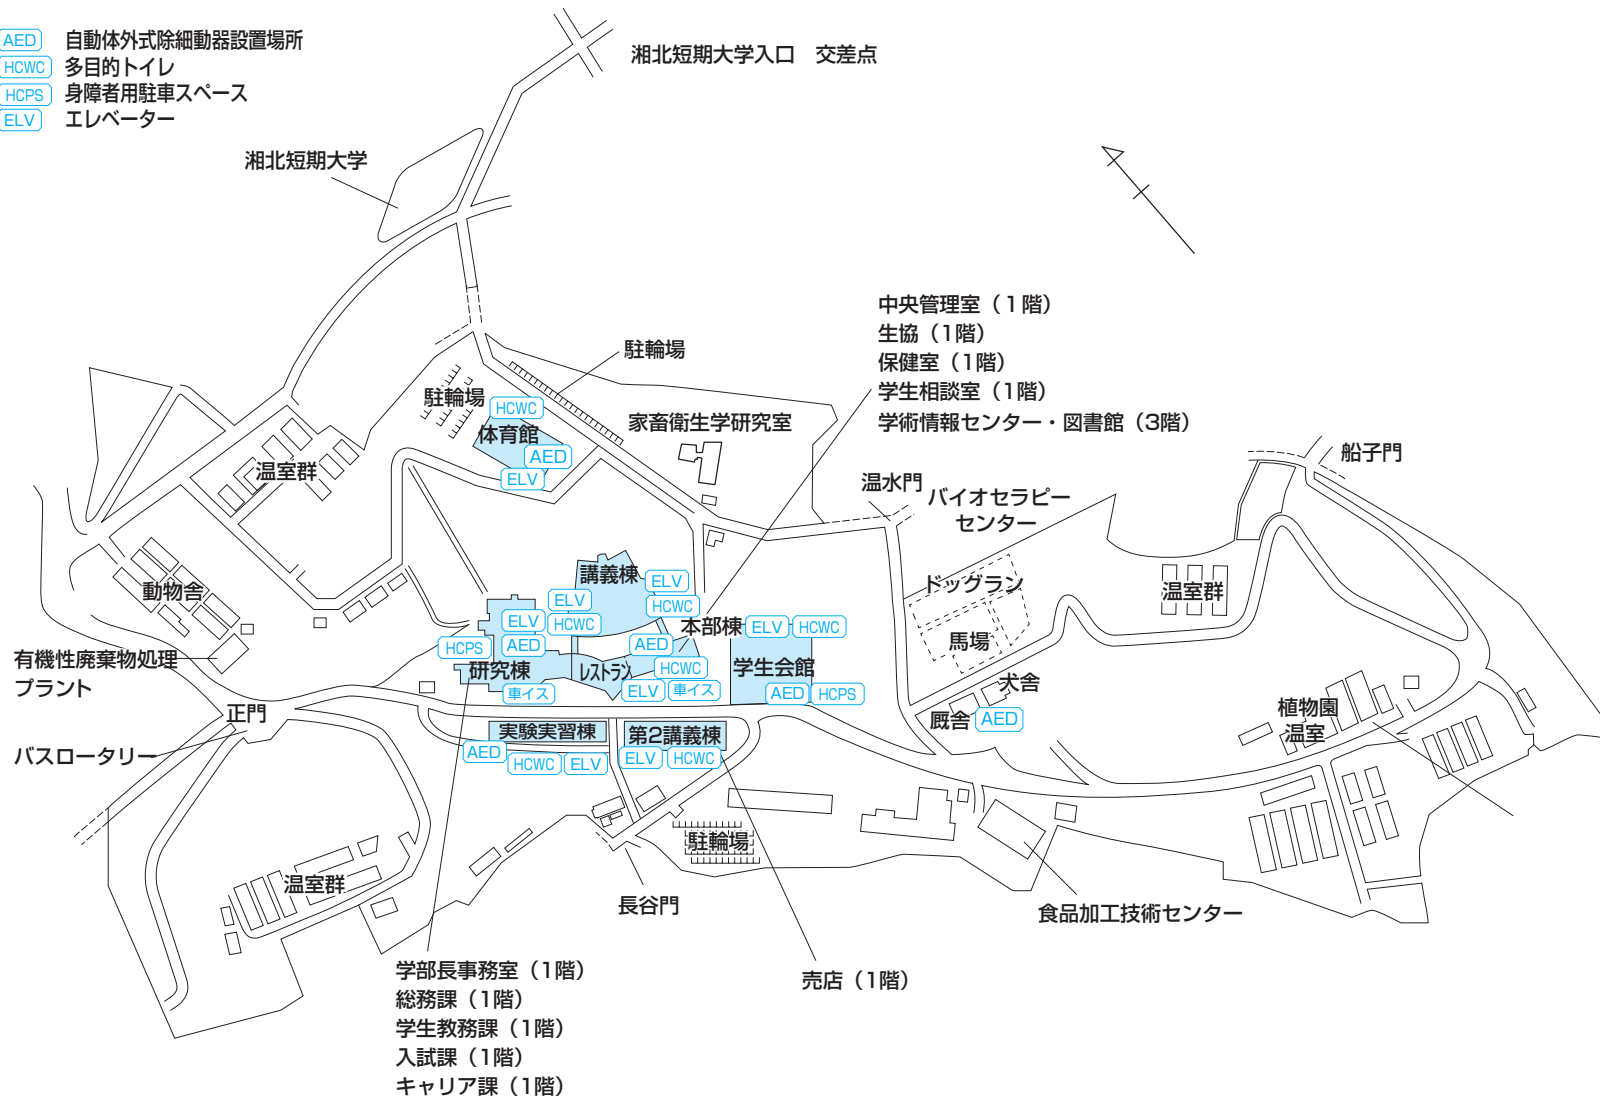 AED 自動体外式除細動器設置場所
HCWC 多目的トイレ
HCPS 身障者用駐車スペース
ELV エレベーター
湘北短期大学入口　交差点
湘北短期大学
中央管理室（1階）
生協（1階）
保健室（1階）
学生相談室（1階）
学術情報センター・図書館（3階）
駐輪場
駐輪場
HCWC
体育館
AED
ELV
家畜衛生学研究室
温室群
船子門
温水門
バイオセラピー
センター
動物舎
講義棟
ELV
HCWC
ELV
HCWC
ELV
AED
HCPS
研究棟
車イス
レストラン
本部棟
AED
HCWC
ELV
車イス
ELV
HCWC
学生会館
AED
HCPS
ドッグラン
馬場
温室群
犬舎
厩舎
AED
植物園
温室
有機性廃棄物処理
プラント
正門
バスロータリー
実験実習棟
AED
HCWC
ELV
第2講義棟
ELV
HCWC
駐輪場
温室群
長谷門
食品加工技術センター
売店（1階）
学部長事務室（1階）
総務課（1階）
学生教務課（1階）
入試課（1階）
キャリア課（1階）